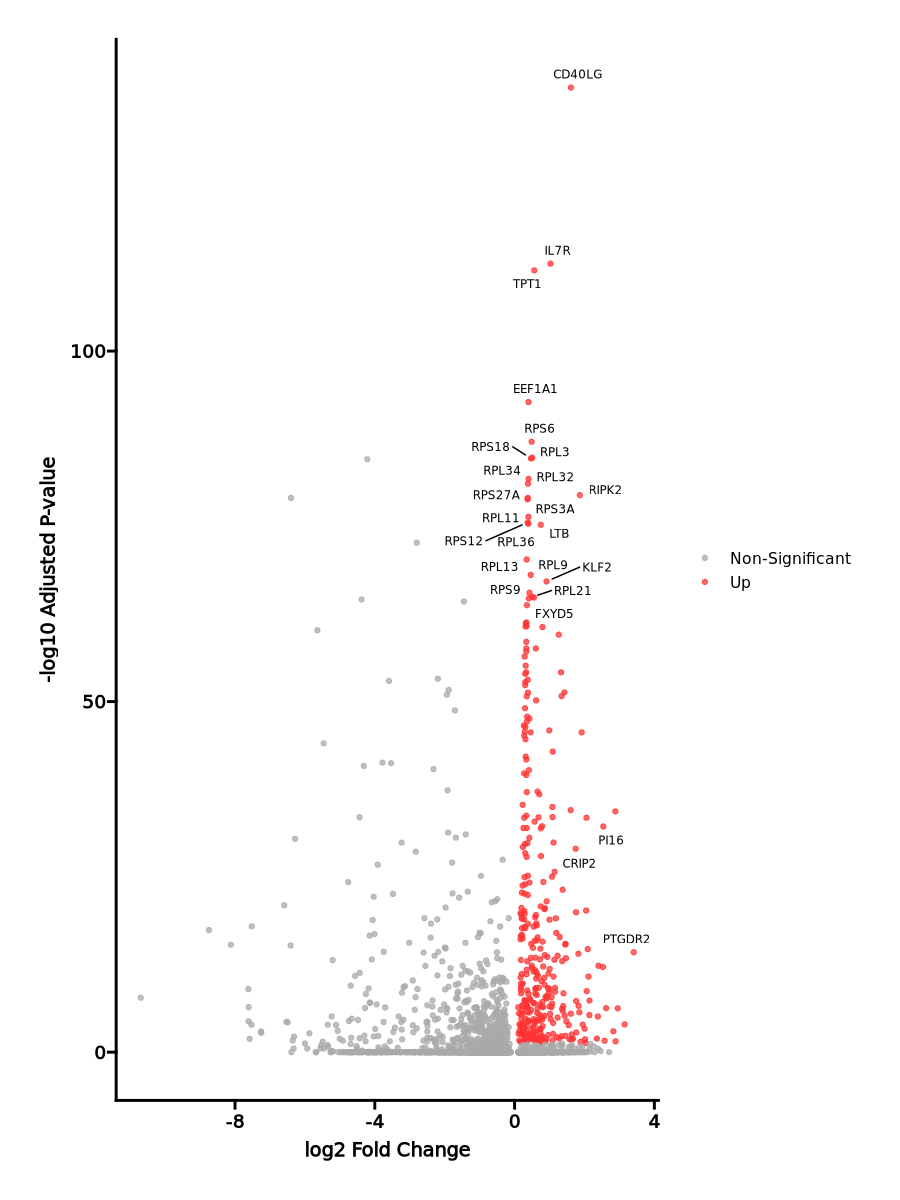 CD40LG
IL7R
TPT1
100
EEF1A1
RPS6
RPS18
RPL3
RPL34
RPL32
RIPK2
RPS27A
RPS3A
RPL11
LTB
RPS12
RPL36
RPL13
RPL9
KLF2
RPS9
RPL21
FXYD5
Non-Significant
Up
50
PI16
CRIP2
PTGDR2
0
-8
-4
0
4
log2 Fold Change
-log10 Adjusted P-value